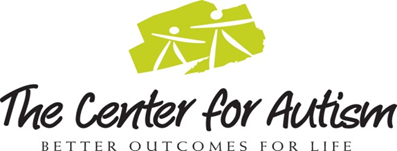 The Center for Autism
BETTER OUTCOMES FOR LIFE